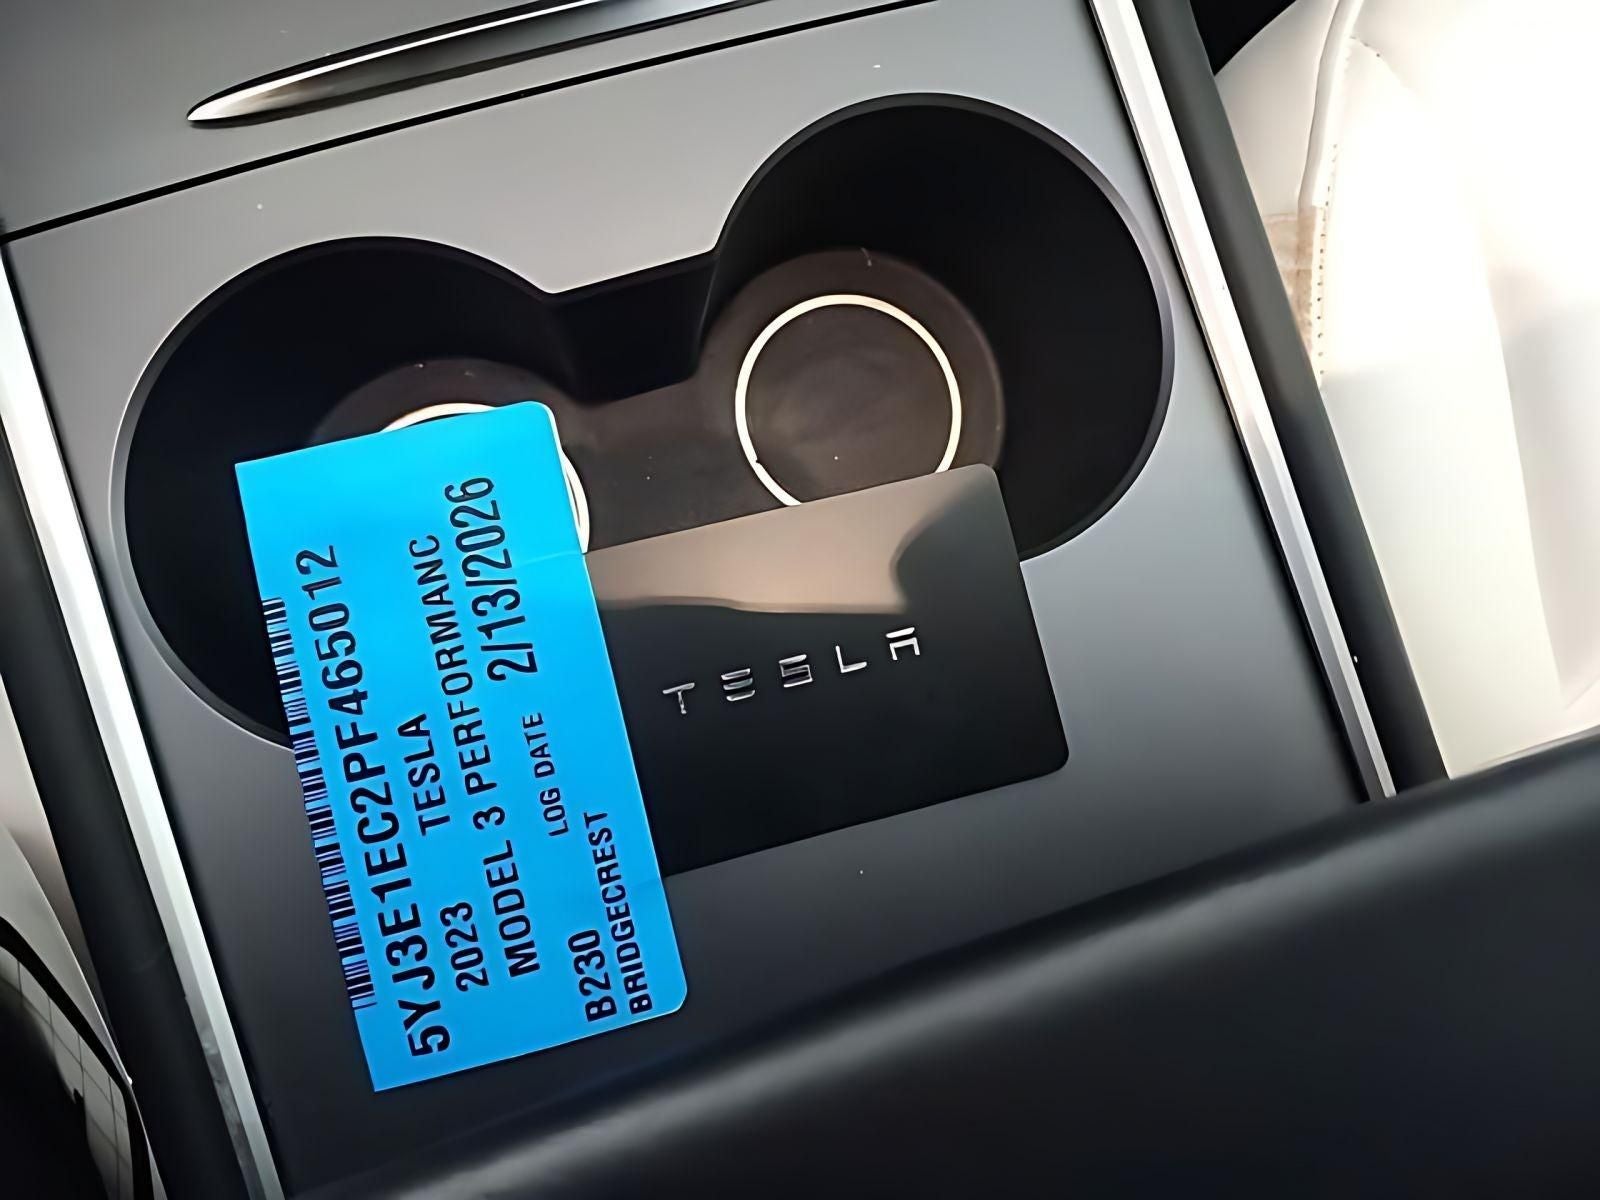 5YJ3E1EC2PF465012
2023 TESLA
MODEL 3 PERFORMANC
LOG DATE 2/13/2026
B230
BRIDGECREST
TESLA